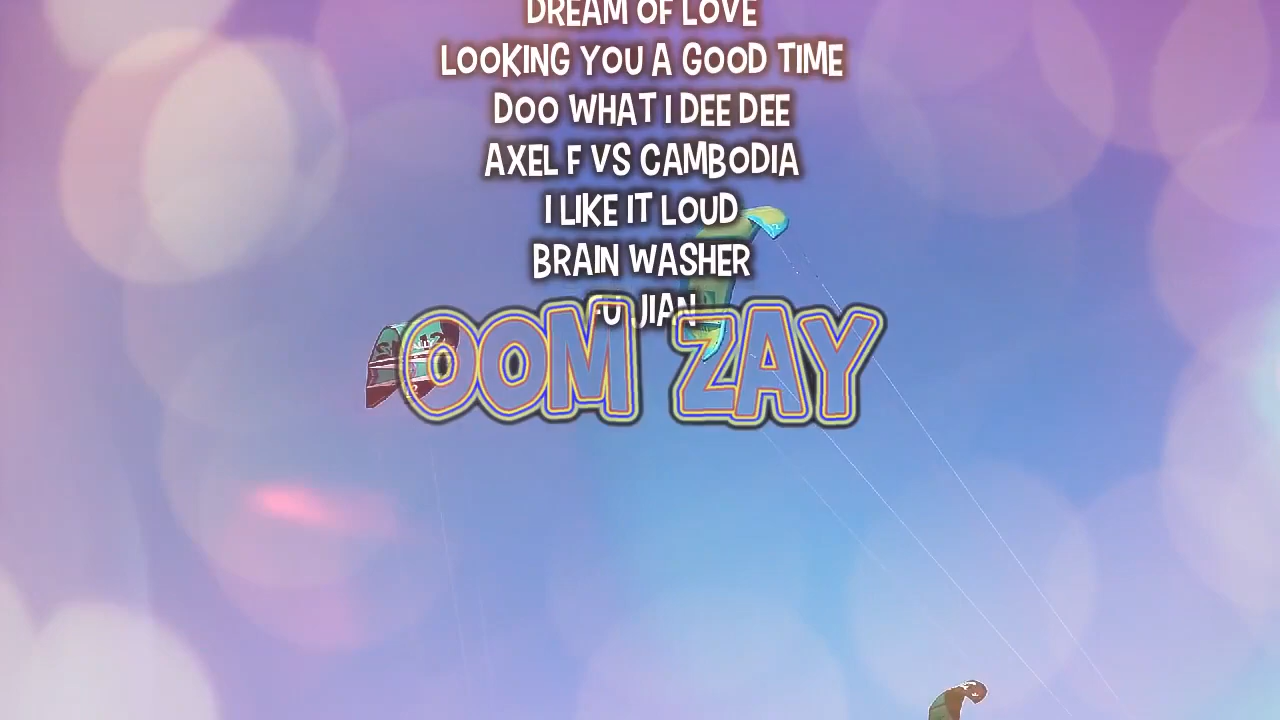 DREAM OF LOVE
LOOKING YOU A GOOD TIME
DOO WHAT I DEE DEE
AXEL F VS CAMBODIA
I LIKE IT LOUD
BRAIN WASHER
JIAN
OOM ZAY